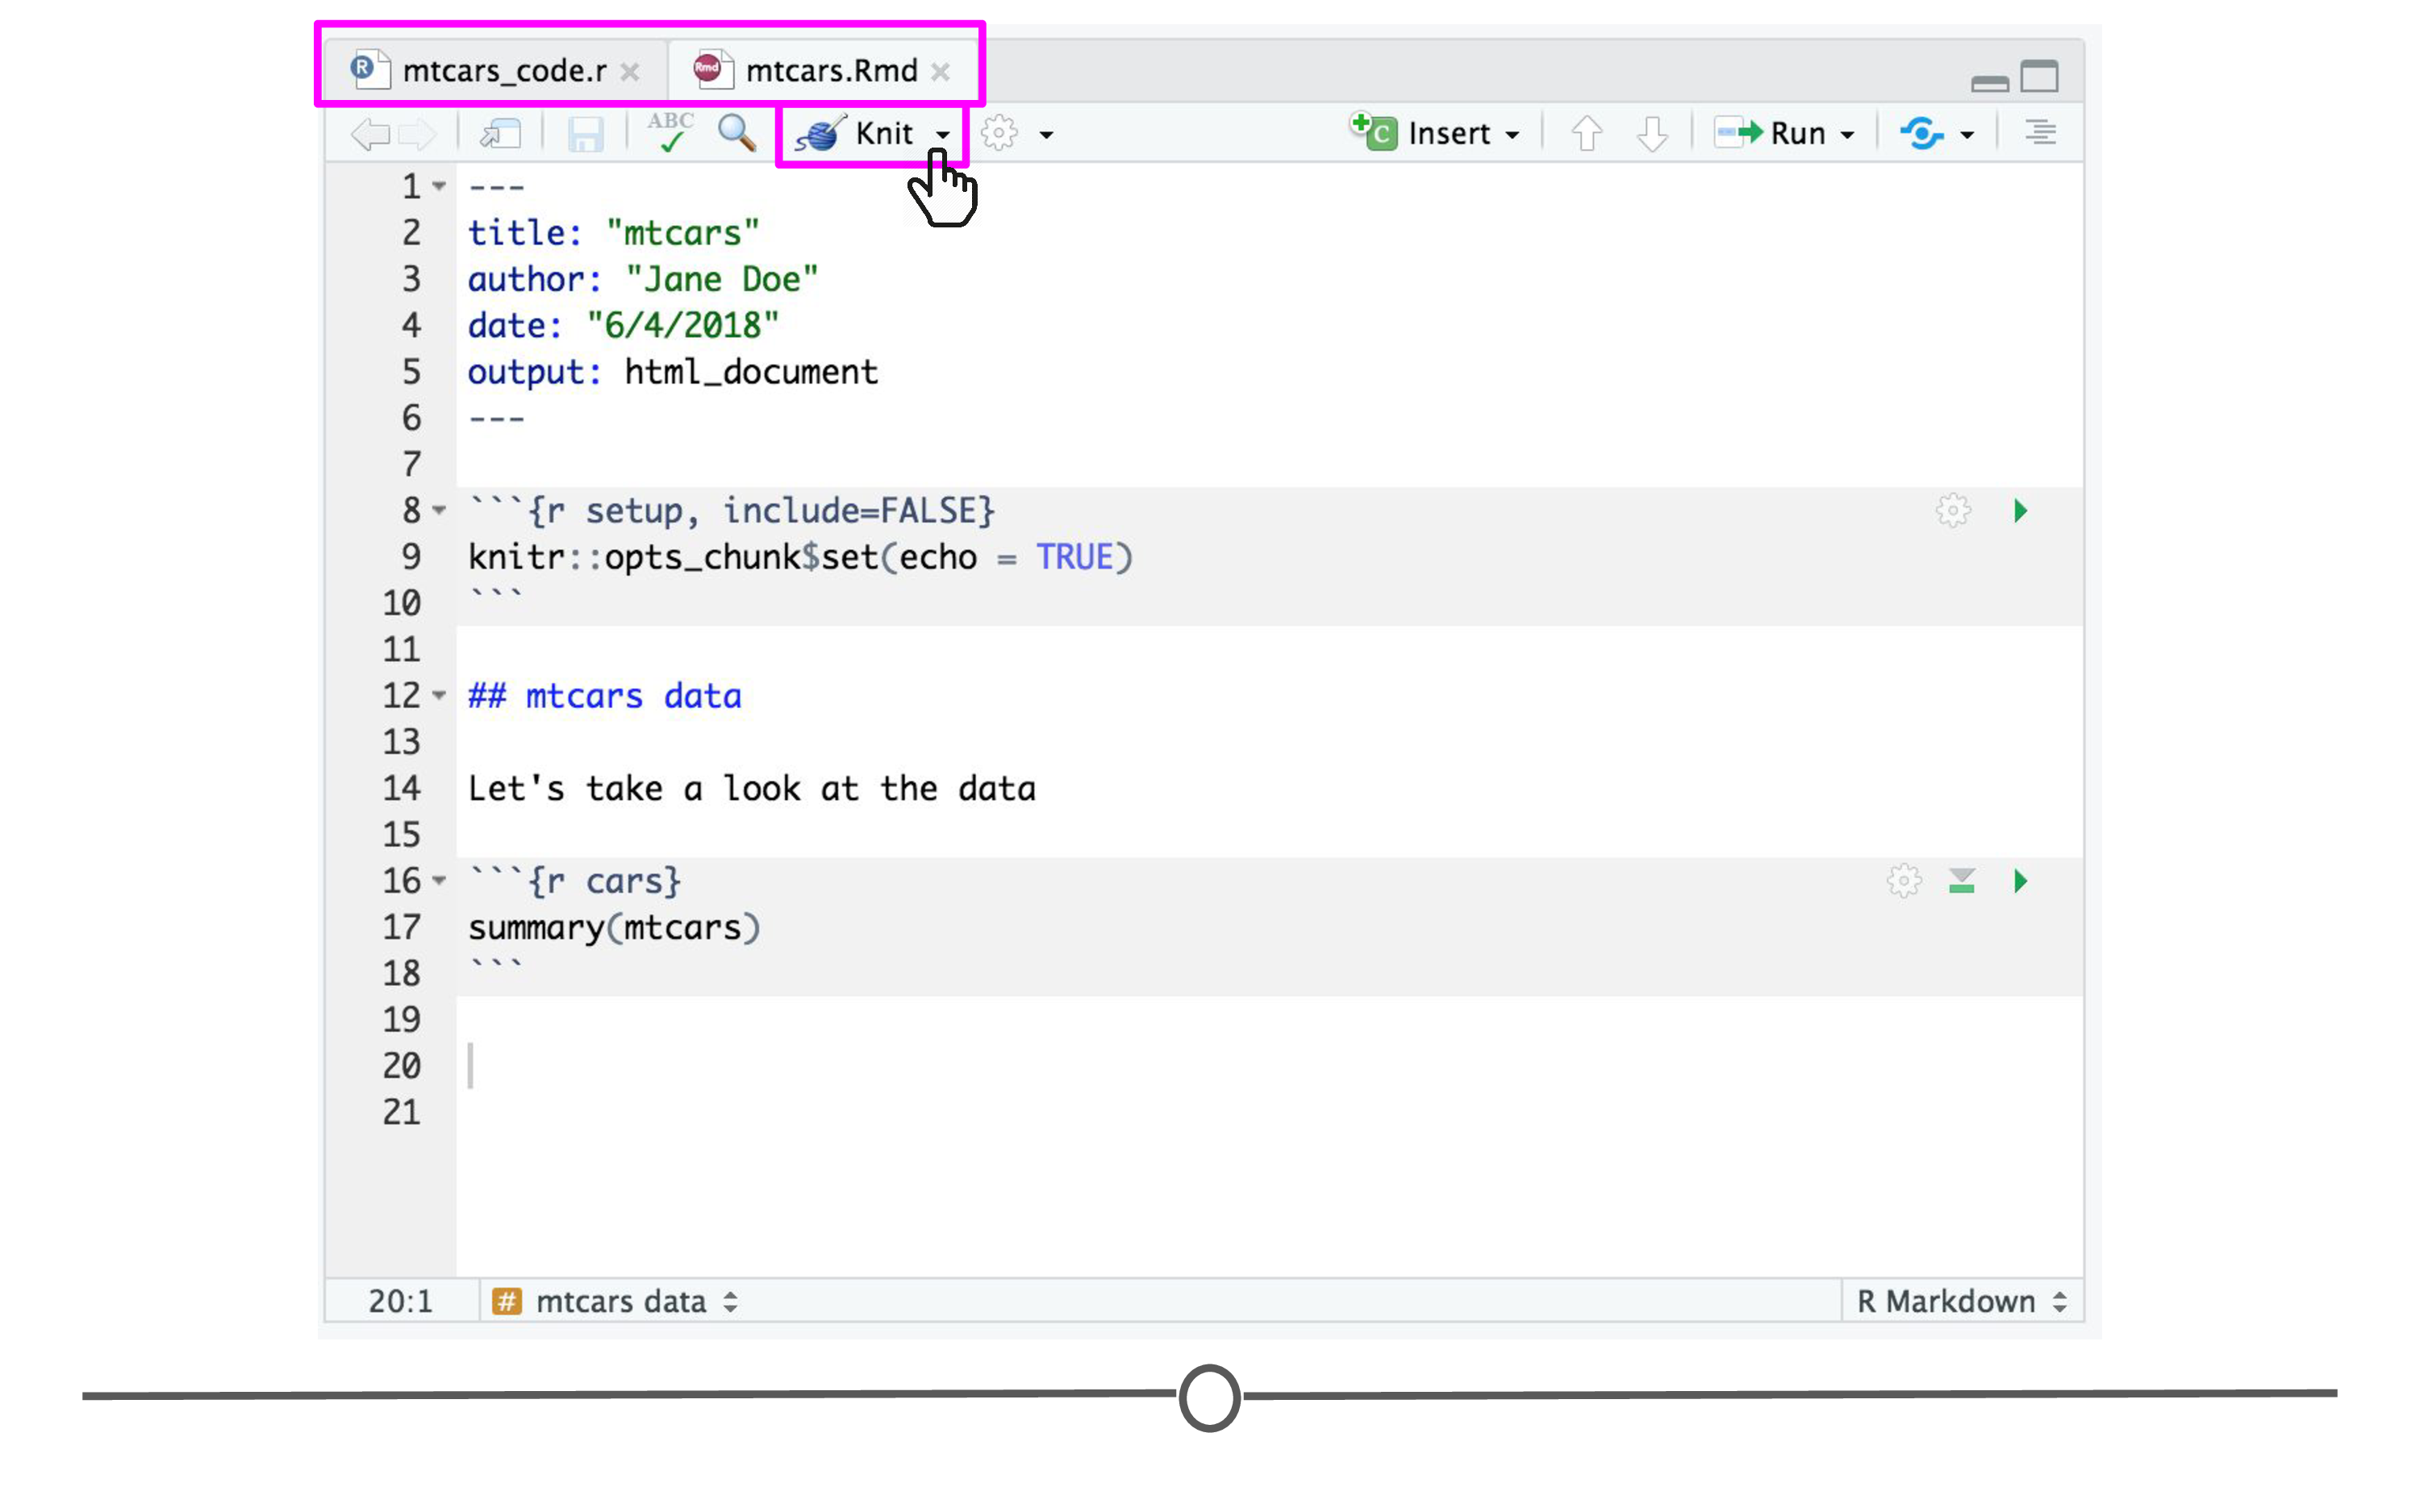 mtcars_code.r mtcars.Rmd
ABC Knit Insert Run
1 ---
2 title: "mtcars"
3 author: "Jane Doe"
4 date: "6/4/2018"
5 output: html_document
6 ---
7
8 ```{r setup, include=FALSE}
9 knitr::opts_chunk$set(echo = TRUE)
10 ```
11
12 ## mtcars data
13
14 Let's take a look at the data
15
16 ```{r cars}
17 summary(mtcars)
18 ```
19
20
21
20:1 # mtcars data R Markdown